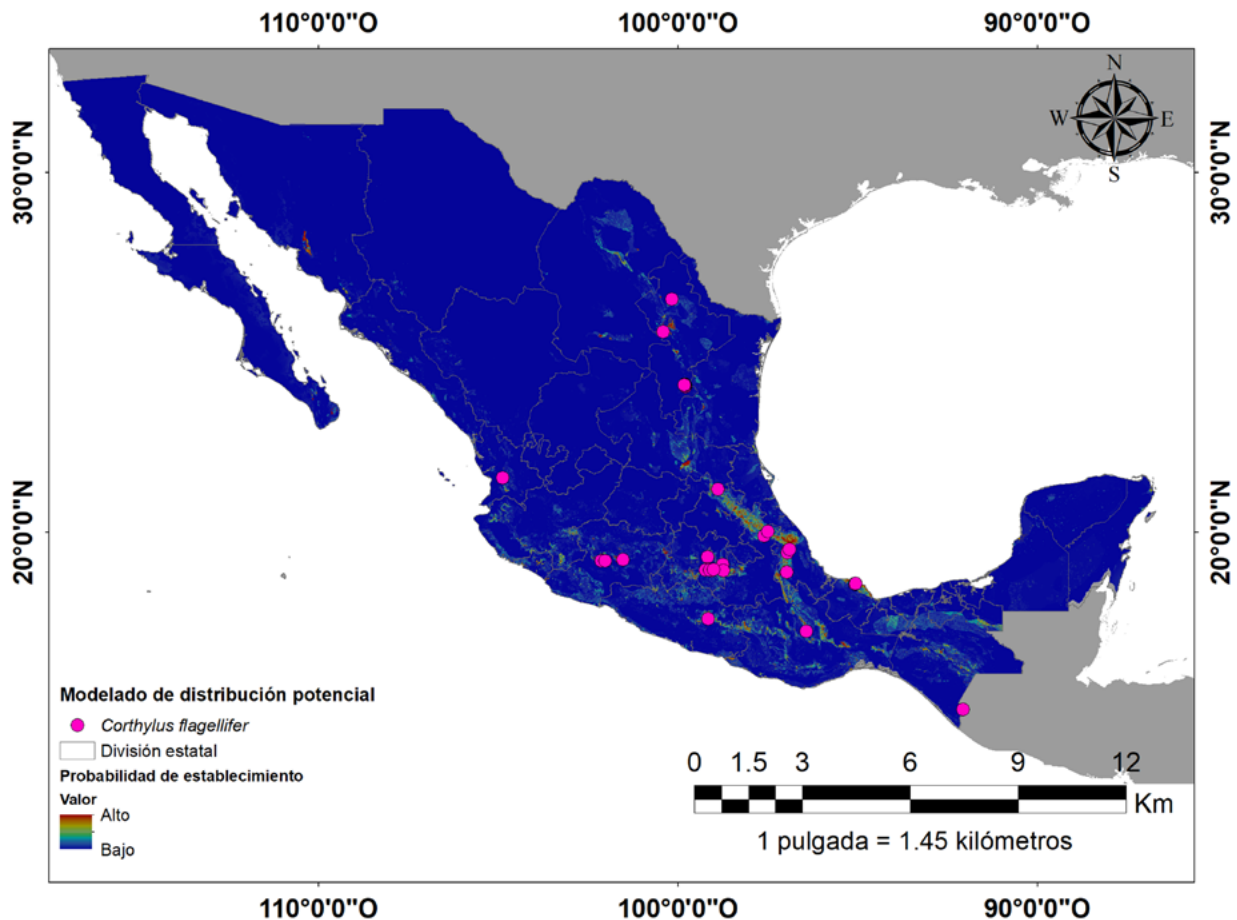 110°0'0"O 100°0'0"O 90°0'0"O
N
W E
S
30°0'0"N 30°0'0"N
20°0'0"N 20°0'0"N
Modelado de distribución potencial
Corthylus flagellifer
División estatal
Probabilidad de establecimiento
Valor
Alto
Bajo
0 1.5 3 6 9 12
Km
1 pulgada = 1.45 kilómetros
110°0'0"O 100°0'0"O 90°0'0"O